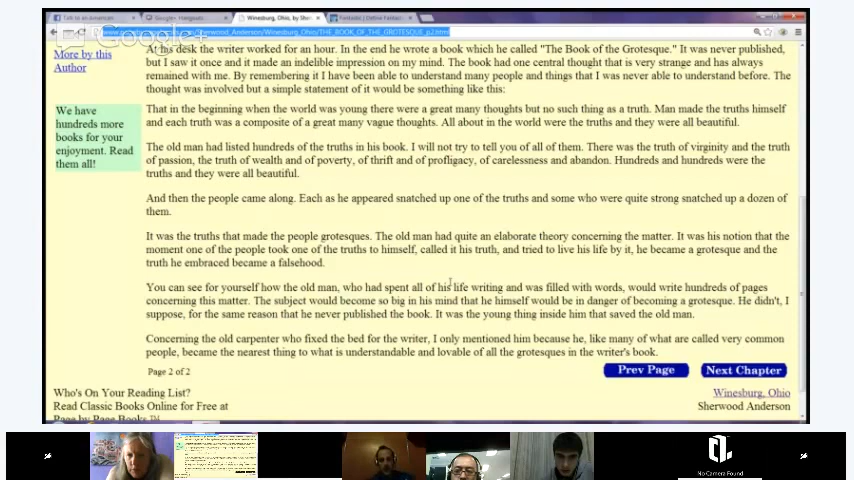 Talk to an American
Google+ Hangouts
Winesburg, Ohio, by Sher
Fantastic | Define Fantas
Google+
More by this
Author
At his desk the writer worked for an hour. In the end he wrote a book which he called "The Book of the Grotesque." It was never published,
but I saw it once and it made an indelible impression on my mind. The book had one central thought that is very strange and has always
remained with me. By remembering it I have been able to understand many people and things that I was never able to understand before. The
thought was involved but a simple statement of it would be something like this:
We have
hundreds more
books for your
enjoyment. Read
them all!
That in the beginning when the world was young there were a great many thoughts but no such thing as a truth. Man made the truths himself
and each truth was a composite of a great many vague thoughts. All about in the world were the truths and they were all beautiful.
The old man had listed hundreds of the truths in his book. I will not try to tell you of all of them. There was the truth of virginity and the truth
of passion, the truth of wealth and of poverty, of thrift and of profligacy, of carelessness and abandon. Hundreds and hundreds were the
truths and they were all beautiful.
And then the people came along. Each as he appeared snatched up one of the truths and some who were quite strong snatched up a dozen of
them.
It was the truths that made the people grotesques. The old man had quite an elaborate theory concerning the matter. It was his notion that the
moment one of the people took one of the truths to himself, called it his truth, and tried to live his life by it, he became a grotesque and the
truth he embraced became a falsehood.
You can see for yourself how the old man, who had spent all of his life writing and was filled with words, would write hundreds of pages
concerning this matter. The subject would become so big in his mind that he himself would be in danger of becoming a grotesque. He didn't, I
suppose, for the same reason that he never published the book. It was the young thing inside him that saved the old man.
Concerning the old carpenter who fixed the bed for the writer, I only mentioned him because he, like many of what are called very common
people, became the nearest thing to what is understandable and lovable of all the grotesques in the writer's book.
Page 2 of 2
Prev Page
Next Chapter
Who's On Your Reading List?
Read Classic Books Online for Free at
Page by Page Books ™
Winesburg, Ohio
Sherwood Anderson
No Camera Found